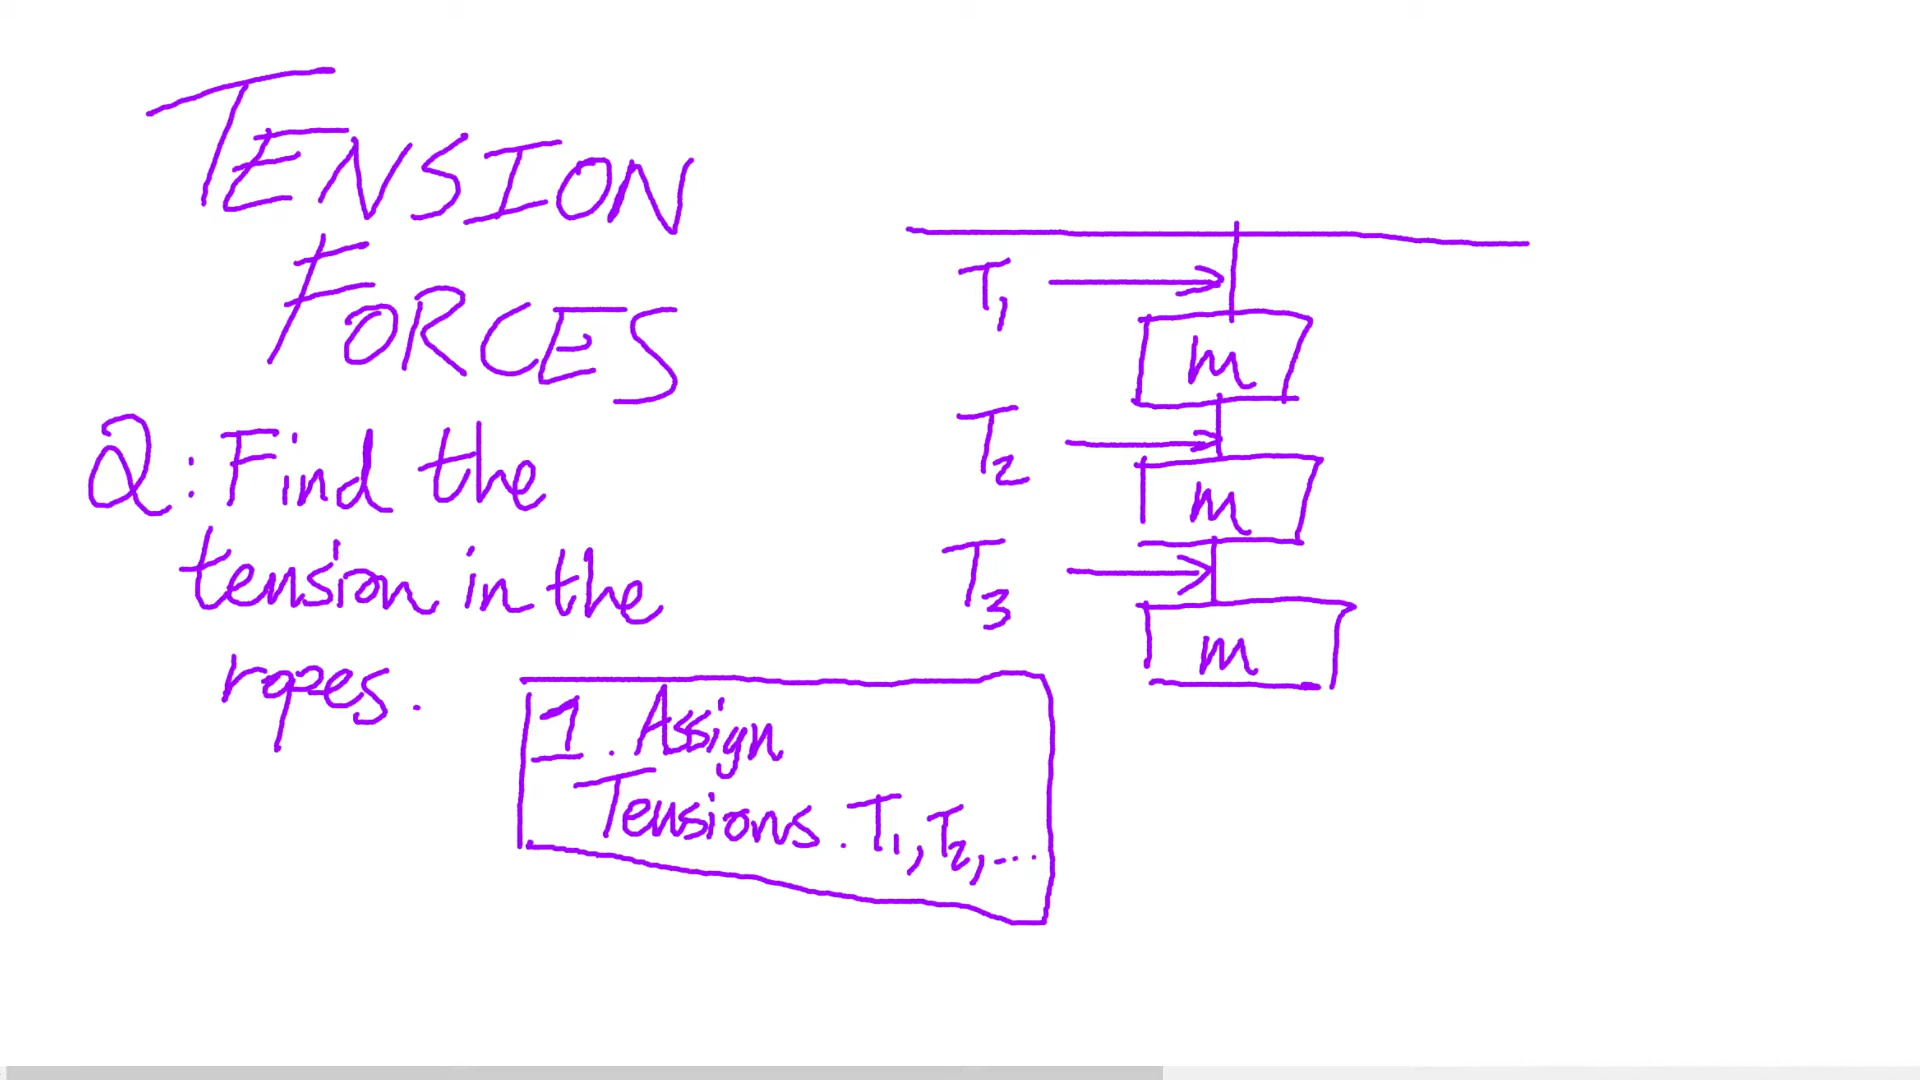 TENSION
FORCES
Q: Find the
tension in the
ropes.
1. Assign
Tensions. T₁, T₂, ...
T₁
m
T₂
m
T₃
m